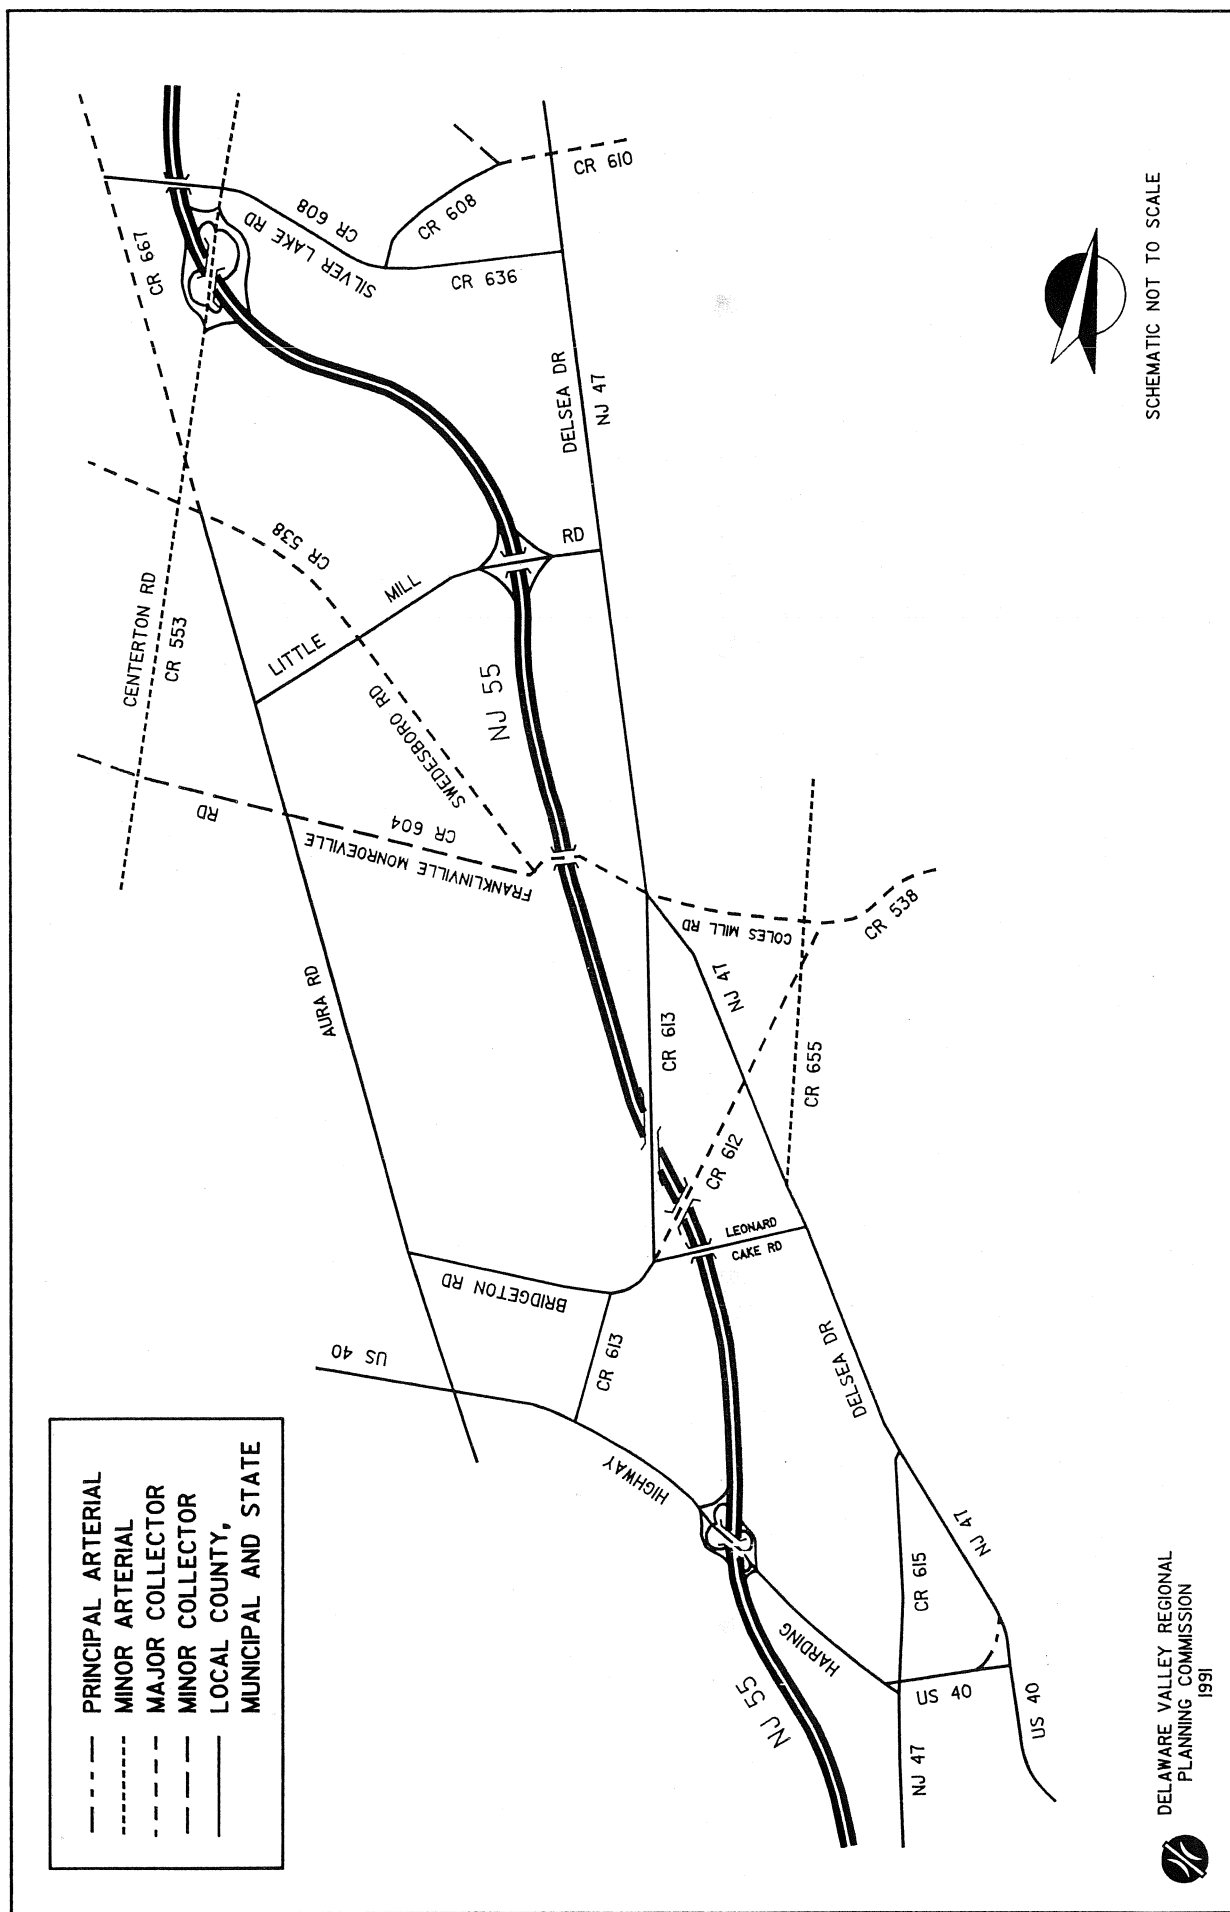 PRINCIPAL ARTERIAL
MINOR ARTERIAL
MAJOR COLLECTOR
MINOR COLLECTOR
LOCAL COUNTY,
MUNICIPAL AND STATE
CR 667
CR 608
SILVER LAKE RD
CR 608
CR 610
CR 636
DELSEA DR
NJ 47
CR 538
CENTERTON RD
CR 553
LITTLE
MILL
RD
SWEDESBORO RD
NJ 55
RD
CR 604
FRANKLINVILLE MONROEVILLE
AURA RD
COLES MILL RD
CR 538
NJ 47
CR 613
CR 655
CR 612
LEONARD
CAKE RD
BRIDGETON RD
CR 613
US 40
HIGHWAY
DELSEA DR
NJ 47
CR 615
HARDING
NJ 55
US 40
NJ 47
US 40
SCHEMATIC NOT TO SCALE
DELAWARE VALLEY REGIONAL
PLANNING COMMISSION
1991